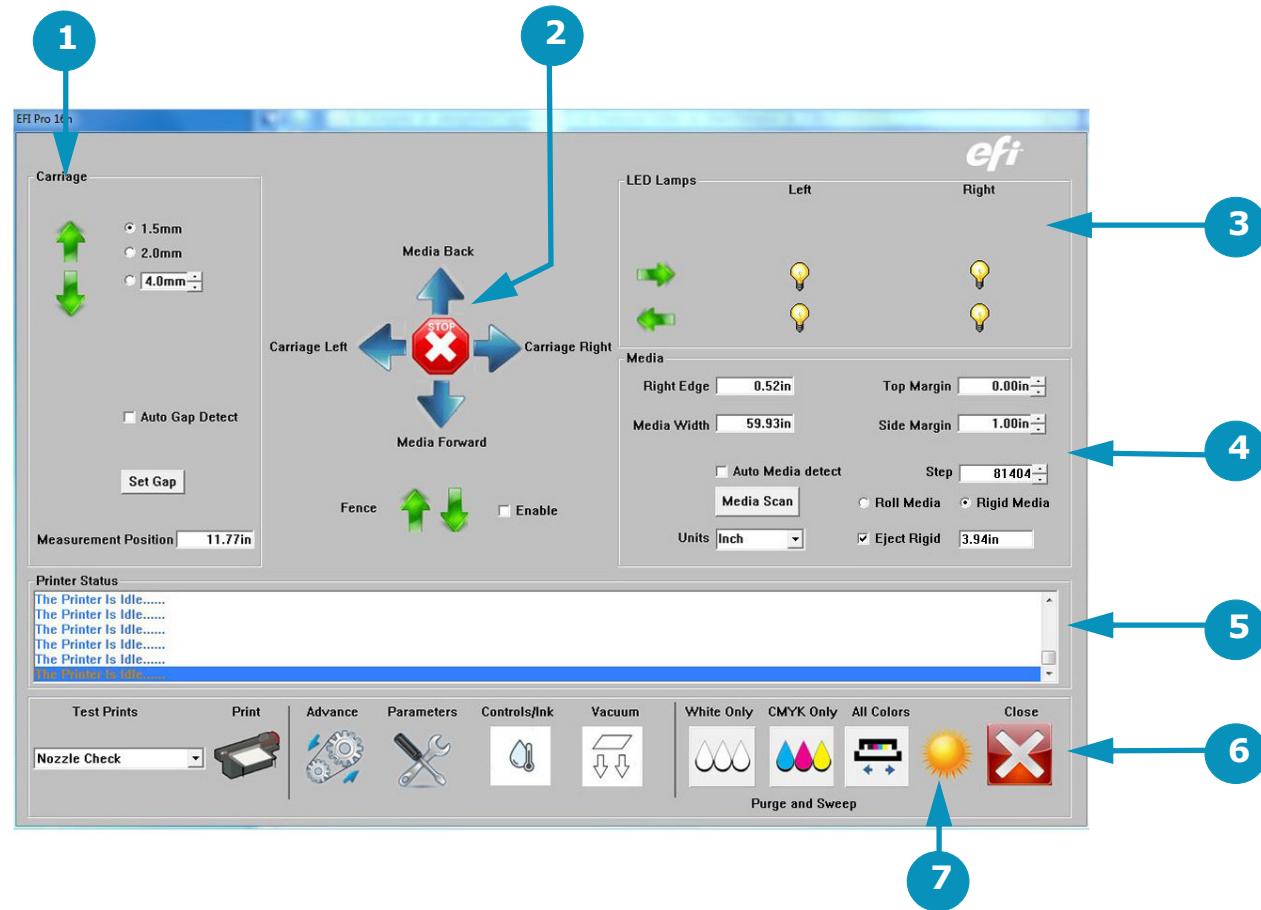 1
2
EFI Pro 16h
efi
Carriage
1.5mm
2.0mm
4.0mm
Auto Gap Detect
Set Gap
Measurement Position 11.77in
Media Back
STOP
Carriage Left
Carriage Right
Media Forward
Fence
Enable
LED Lamps
Left Right
3
Media
Right Edge 0.52in Top Margin 0.00in
Media Width 59.93in Side Margin 1.00in
4
Auto Media detect Step 81404
Media Scan Roll Media Rigid Media
Units Inch Eject Rigid 3.94in
Printer Status
The Printer Is Idle......
The Printer Is Idle......
The Printer Is Idle......
The Printer Is Idle......
The Printer Is Idle......
The Printer Is Idle......
5
Test Prints Print Advance Parameters Controls/Ink Vacuum White Only CMYK Only All Colors Close
Nozzle Check
6
Purge and Sweep
7